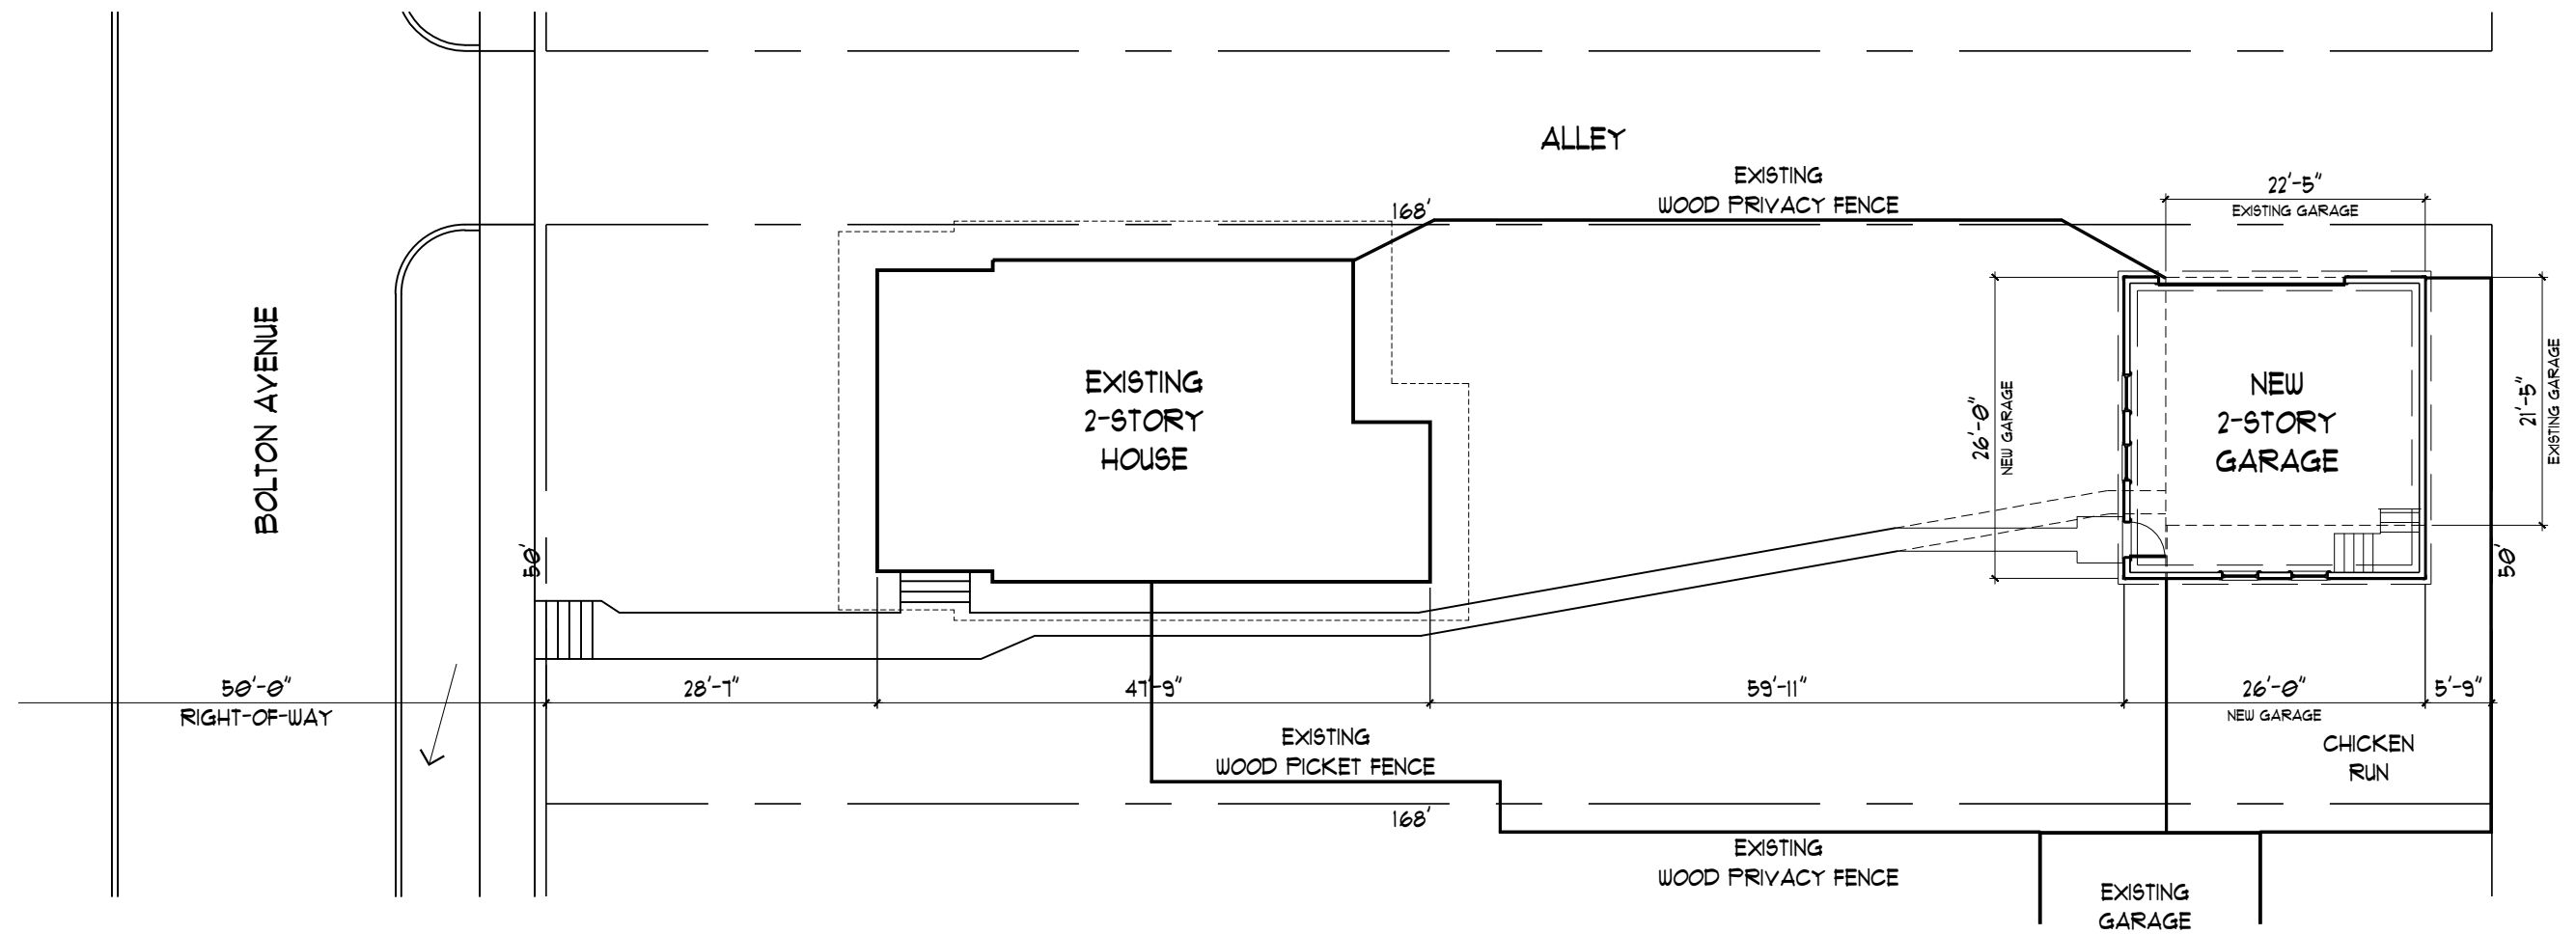 ALLEY
EXISTING
WOOD PRIVACY FENCE
168'
22'-5"
EXISTING GARAGE
BOLTON AVENUE
EXISTING
2-STORY
HOUSE
26'-0"
NEW GARAGE
NEW
2-STORY
GARAGE
21'-5"
EXISTING GARAGE
50'
50'
50'-0"
RIGHT-OF-WAY
28'-7"
47'-9"
59'-11"
26'-0"
NEW GARAGE
5'-9"
EXISTING
WOOD PICKET FENCE
CHICKEN
RUN
168'
EXISTING
WOOD PRIVACY FENCE
EXISTING
GARAGE